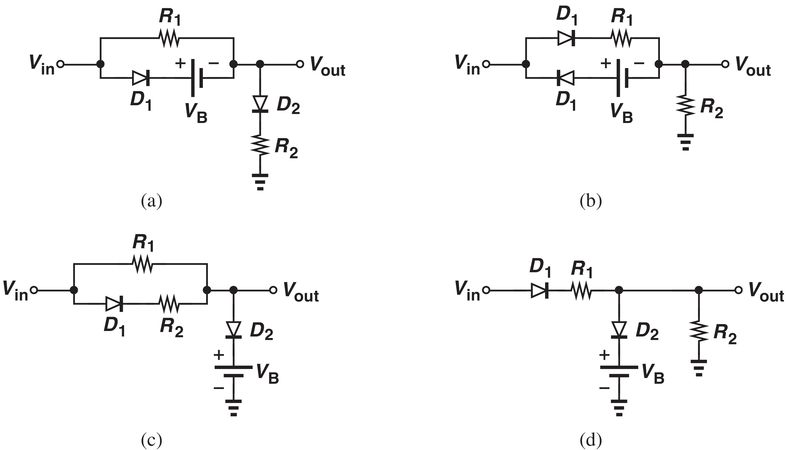 R1
Vin
+ −
Vout
D1
VB
D2
R2
(a)
D1 R1
Vin
+ −
Vout
D1
VB
R2
(b)
R1
Vin
Vout
D1 R2
D2
+
VB
−
(c)
D1 R1
Vin
Vout
D2
R2
+
VB
−
(d)